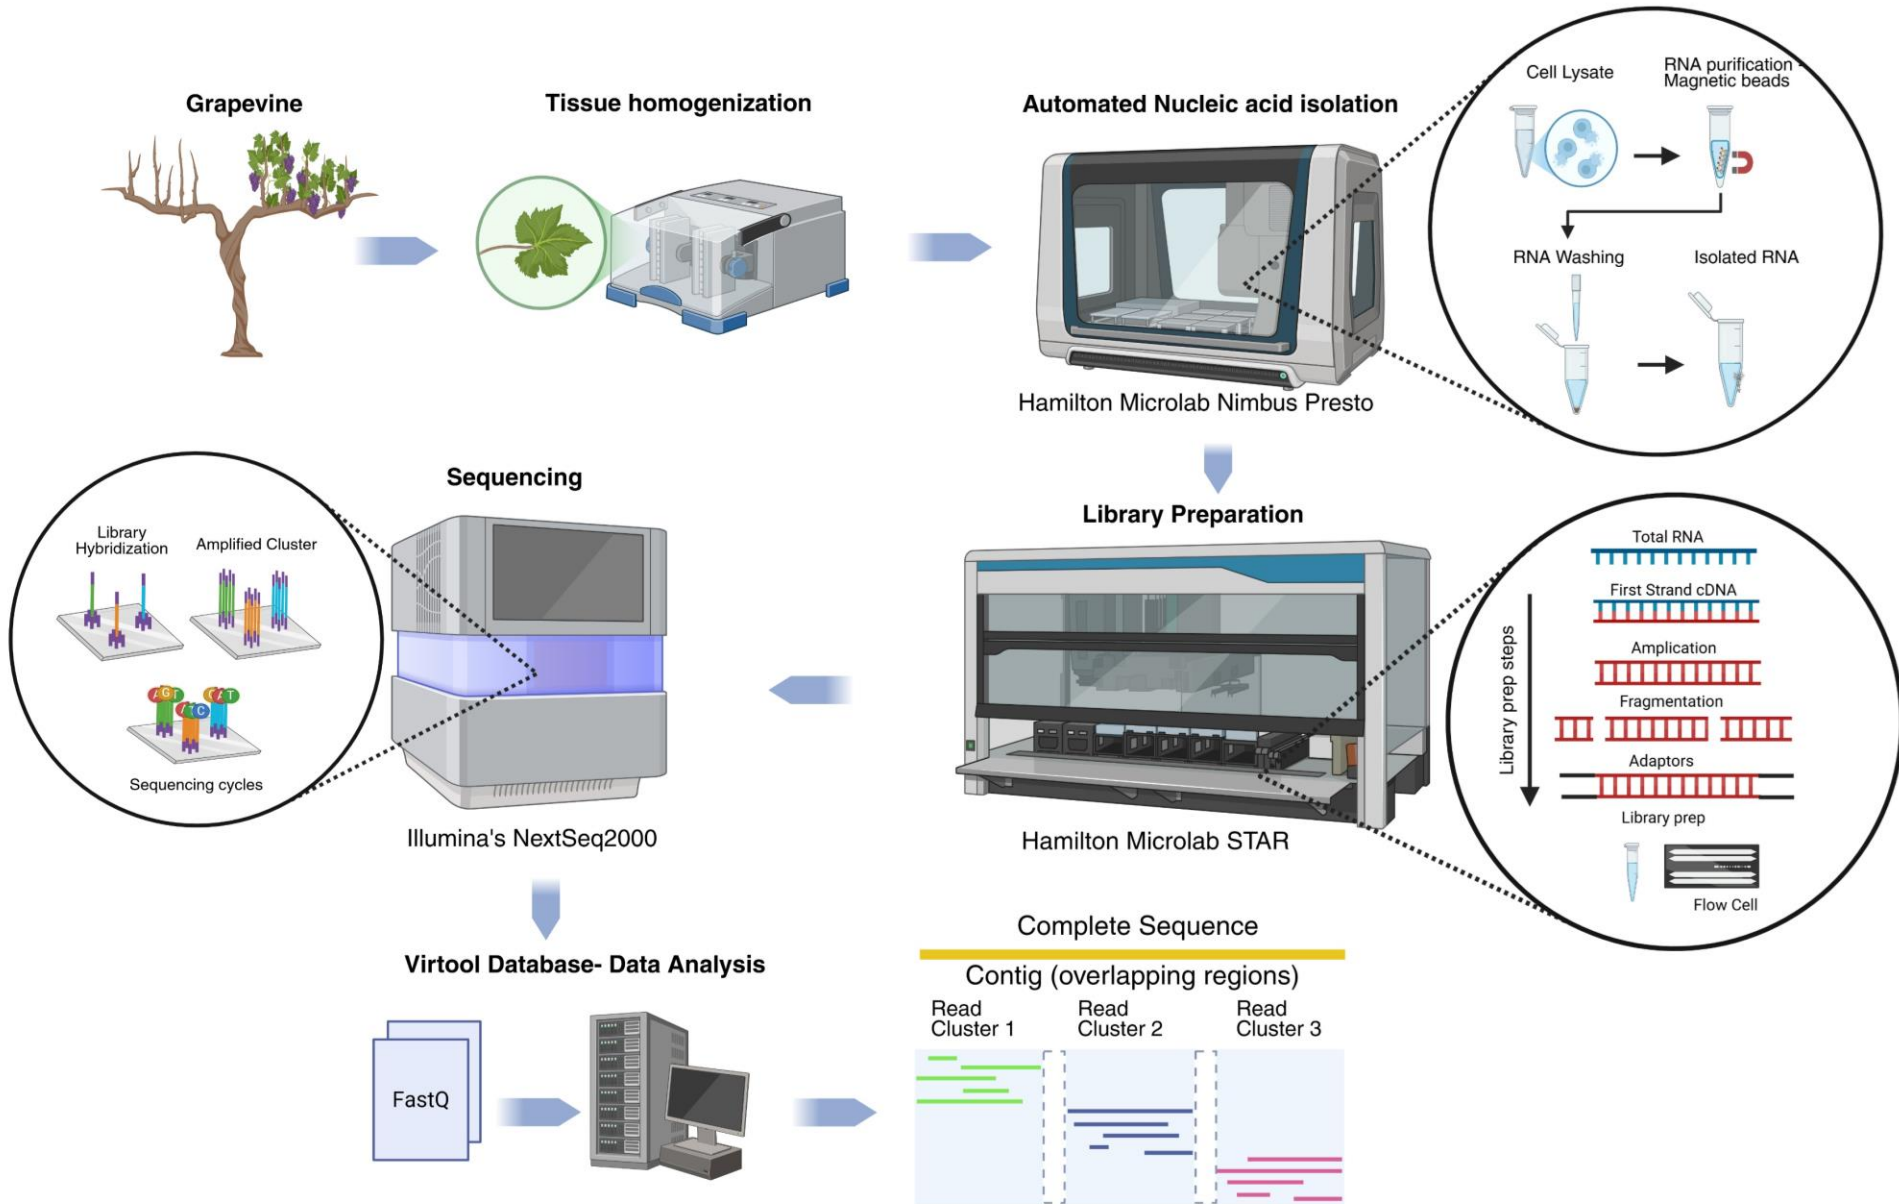 Grapevine
Tissue homogenization
Automated Nucleic acid isolation
Hamilton Microlab Nimbus Presto
Cell Lysate
RNA purification -
Magnetic beads
RNA Washing
Isolated RNA
Library Preparation
Hamilton Microlab STAR
Library prep steps
Total RNA
First Strand cDNA
Amplication
Fragmentation
Adaptors
Library prep
Flow Cell
Sequencing
Illumina's NextSeq2000
Library
Hybridization
Amplified Cluster
A G T
A T C
C A T
Sequencing cycles
Virtool Database- Data Analysis
FastQ
Complete Sequence
Contig (overlapping regions)
Read
Cluster 1
Read
Cluster 2
Read
Cluster 3